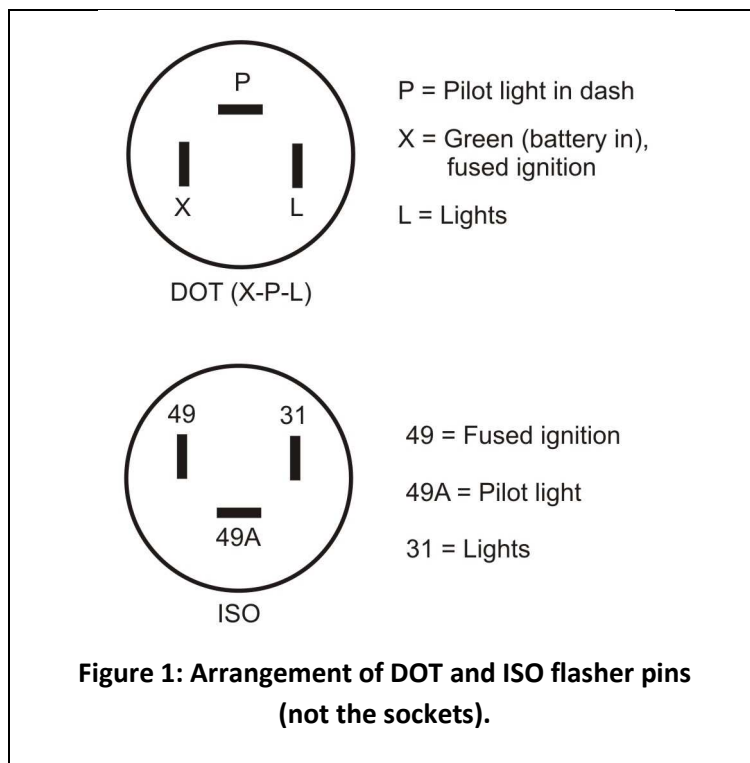 P
X
L
DOT (X-P-L)
P = Pilot light in dash
X = Green (battery in),
fused ignition
L = Lights
49
31
49A
ISO
49 = Fused ignition
49A = Pilot light
31 = Lights
Figure 1: Arrangement of DOT and ISO flasher pins
(not the sockets).